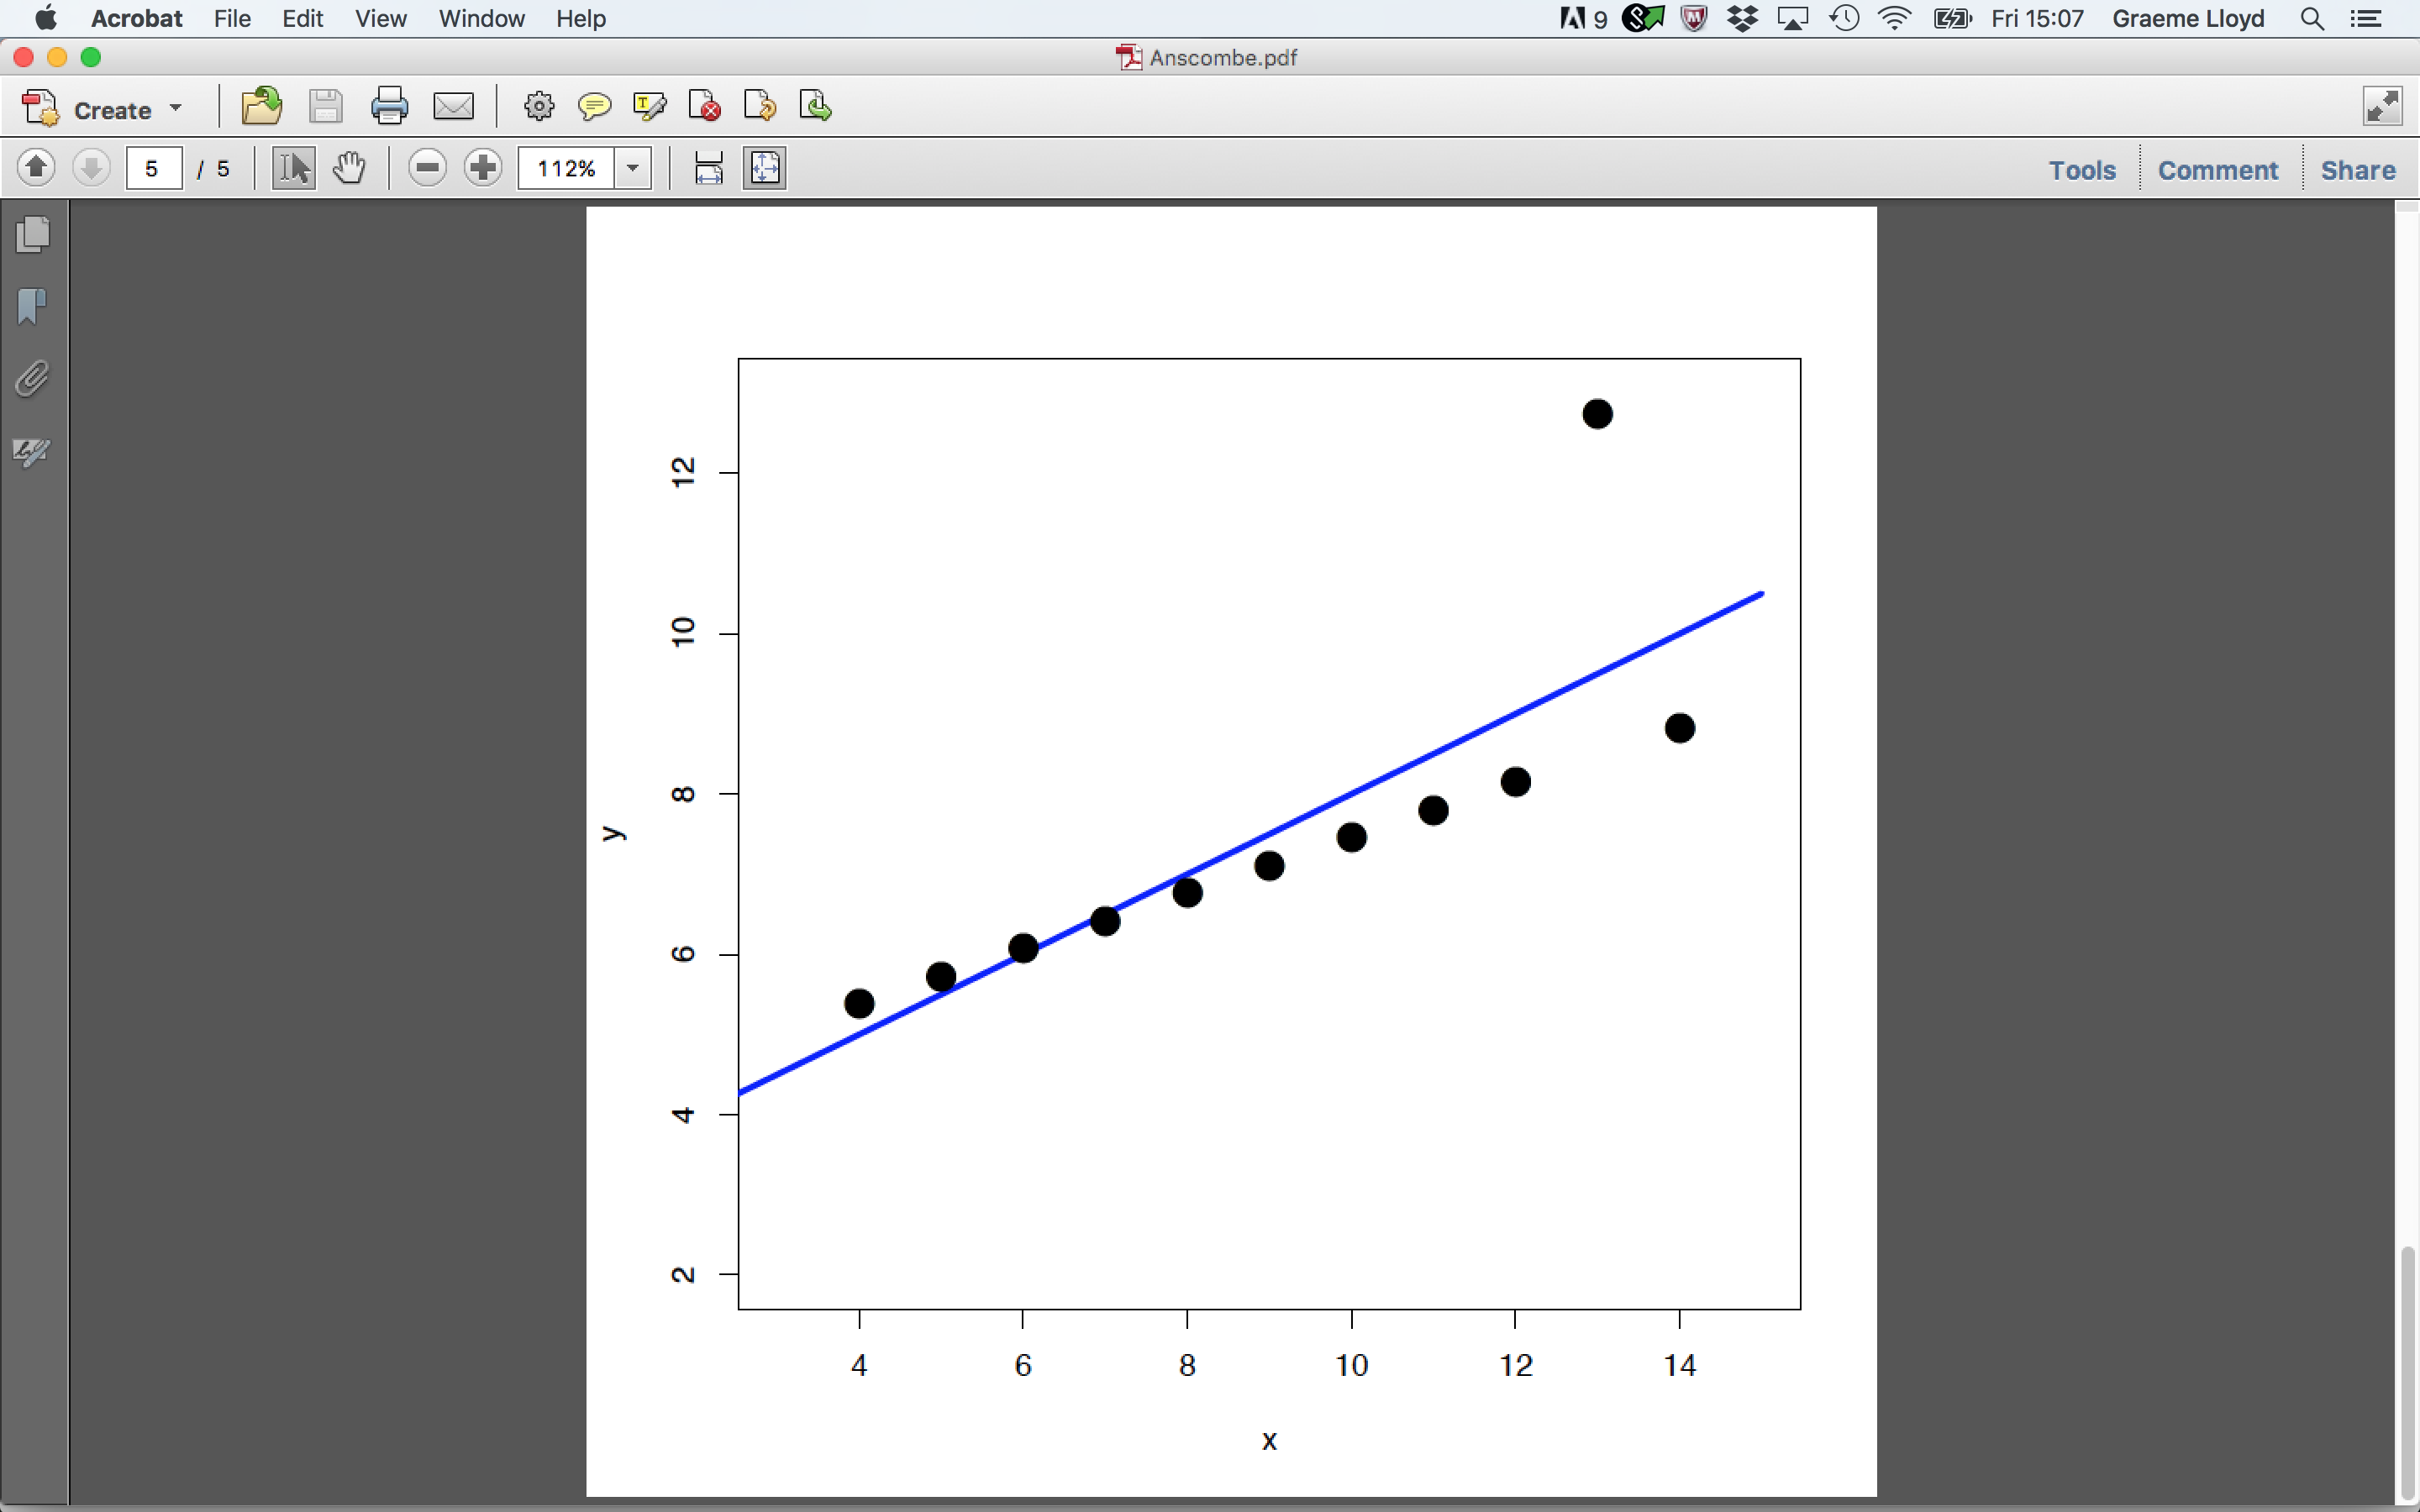 Acrobat File Edit View Window Help 9 Fri 15:07 Graeme Lloyd
Anscombe.pdf
Create
5 / 5 112% Tools Comment Share
12
10
8
6
4
2
y
4 6 8 10 12 14
x